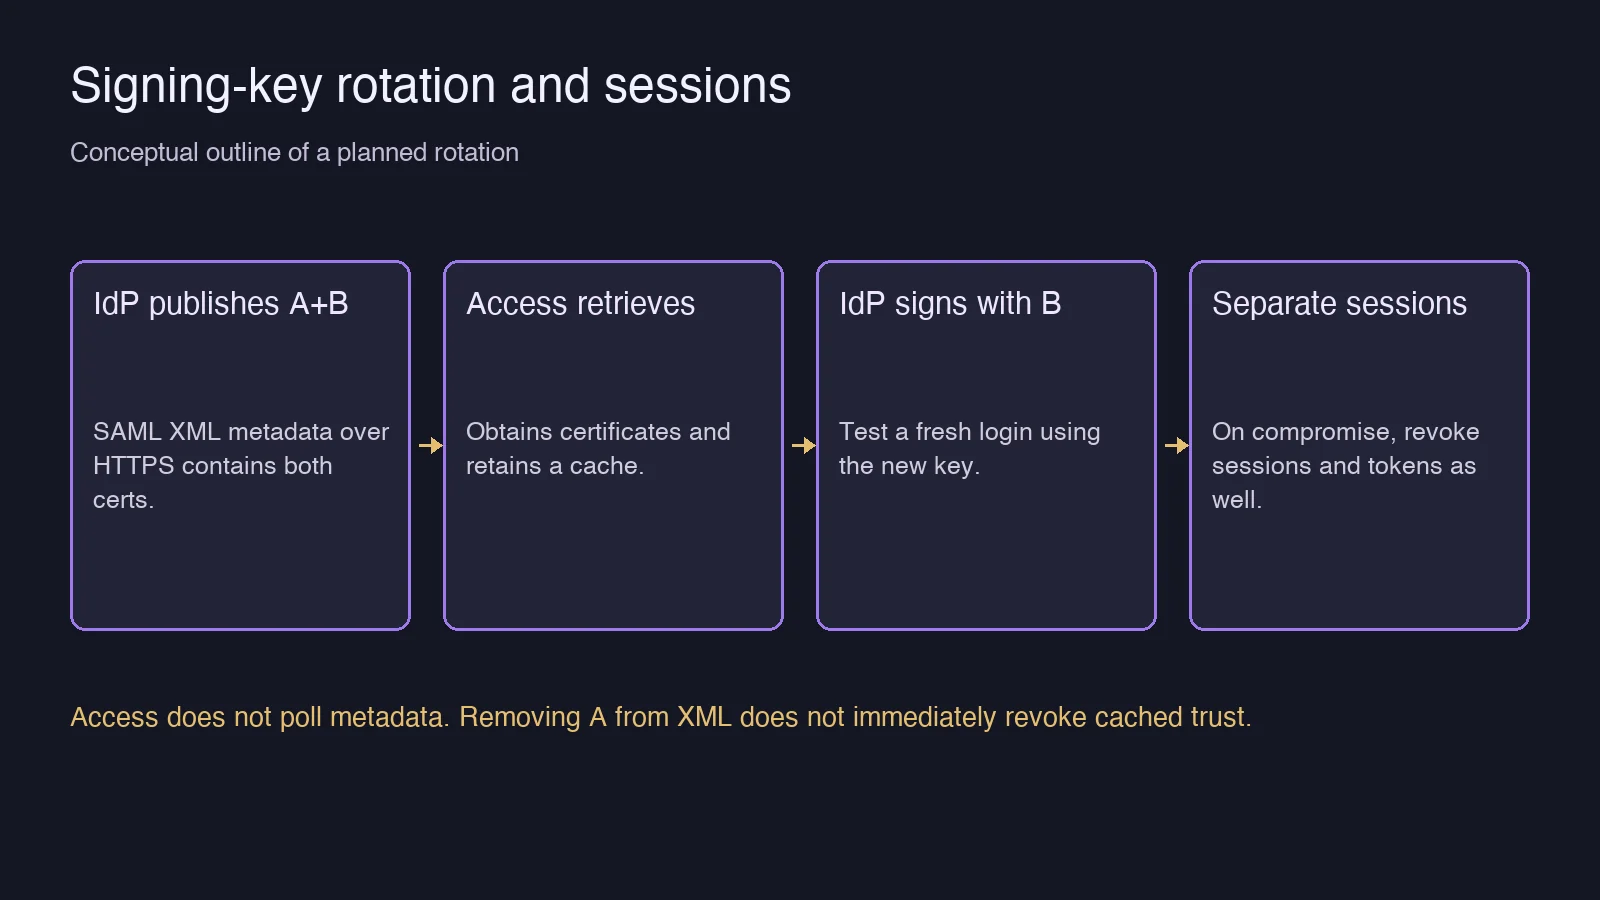 Signing-key rotation and sessions
Conceptual outline of a planned rotation
IdP publishes A+B
SAML XML metadata over
HTTPS contains both
certs.
Access retrieves
Obtains certificates and
retains a cache.
IdP signs with B
Test a fresh login using
the new key.
Separate sessions
On compromise, revoke
sessions and tokens as
well.
Access does not poll metadata. Removing A from XML does not immediately revoke cached trust.